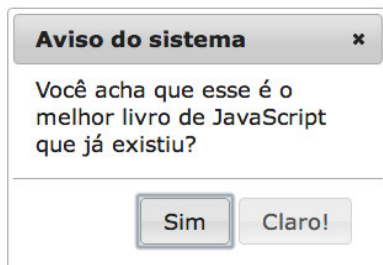 Aviso do sistema
Você acha que esse é o
melhor livro de JavaScript
que já existiu?
Sim Claro!